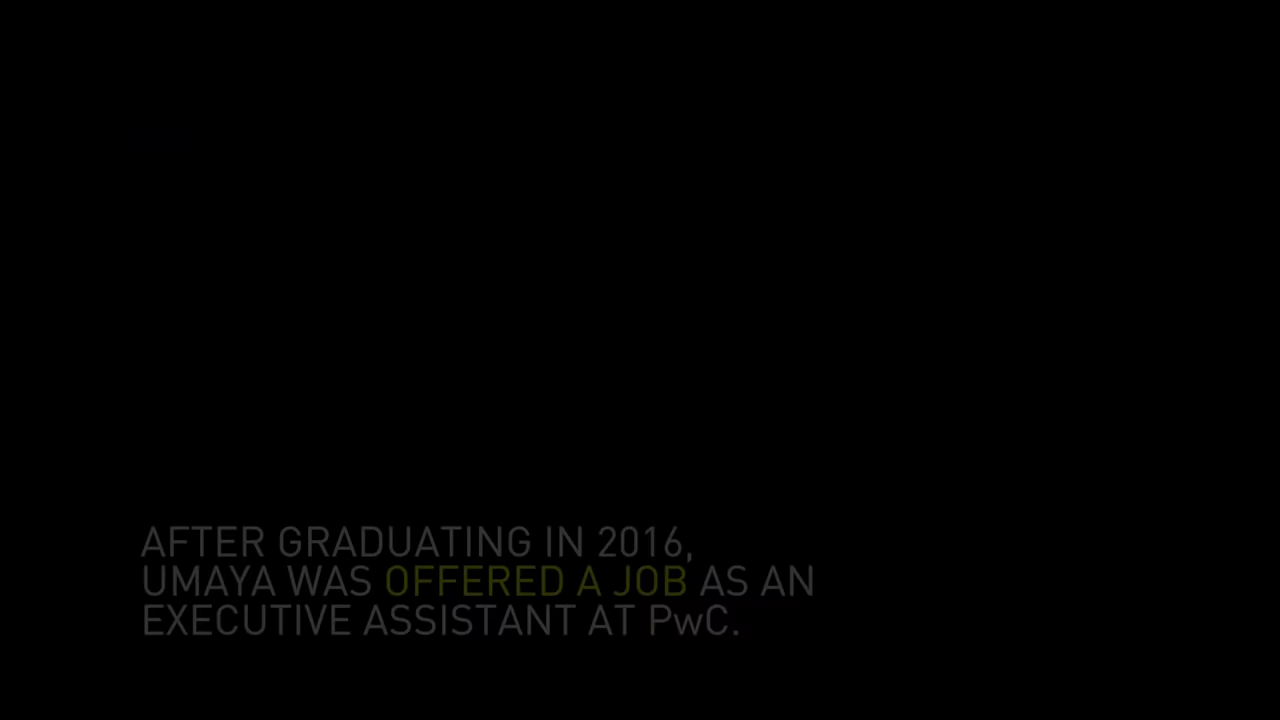 AFTER GRADUATING IN 2016,
UMAYA WAS OFFERED A JOB AS AN
EXECUTIVE ASSISTANT AT PwC.